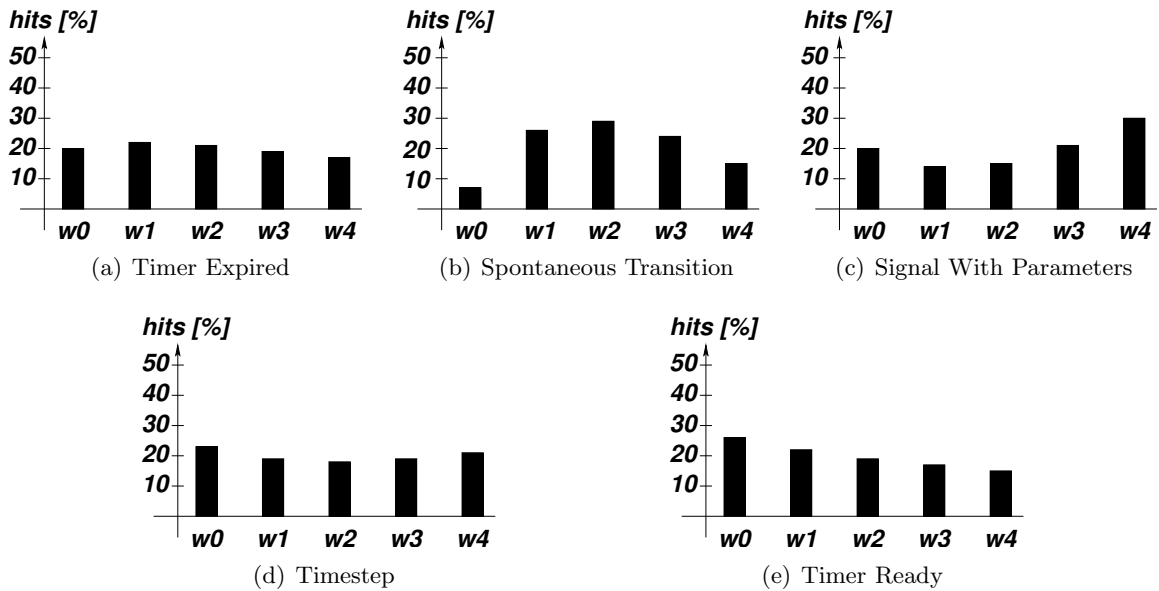 hits [%]
50
40
30
20
10
w0 w1 w2 w3 w4
(a) Timer Expired
hits [%]
50
40
30
20
10
w0 w1 w2 w3 w4
(b) Spontaneous Transition
hits [%]
50
40
30
20
10
w0 w1 w2 w3 w4
(c) Signal With Parameters
hits [%]
50
40
30
20
10
w0 w1 w2 w3 w4
(d) Timestep
hits [%]
50
40
30
20
10
w0 w1 w2 w3 w4
(e) Timer Ready